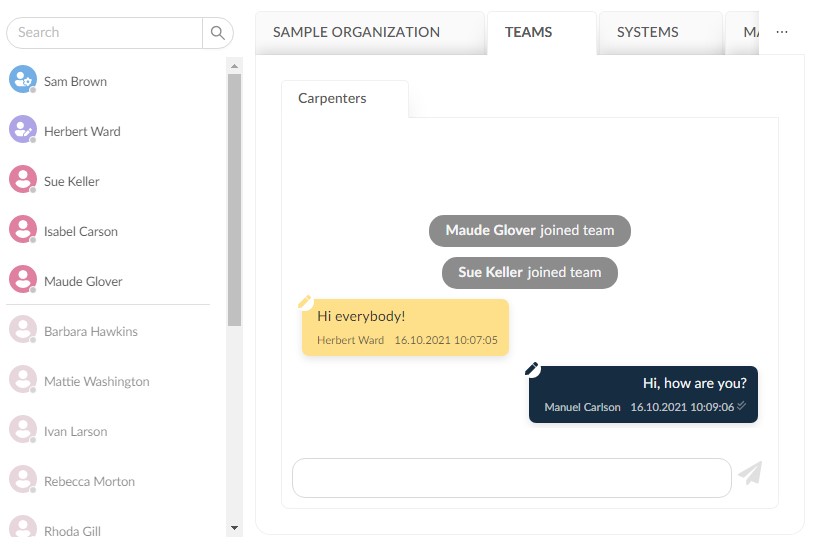 Search
Sam Brown
Herbert Ward
Sue Keller
Isabel Carson
Maude Glover
Barbara Hawkins
Mattie Washington
Ivan Larson
Rebecca Morton
Rhoda Gill
SAMPLE ORGANIZATION TEAMS SYSTEMS MA ...
Carpenters
Maude Glover joined team
Sue Keller joined team
Hi everybody!
Herbert Ward 16.10.2021 10:07:05
Hi, how are you?
Manuel Carlson 16.10.2021 10:09:06